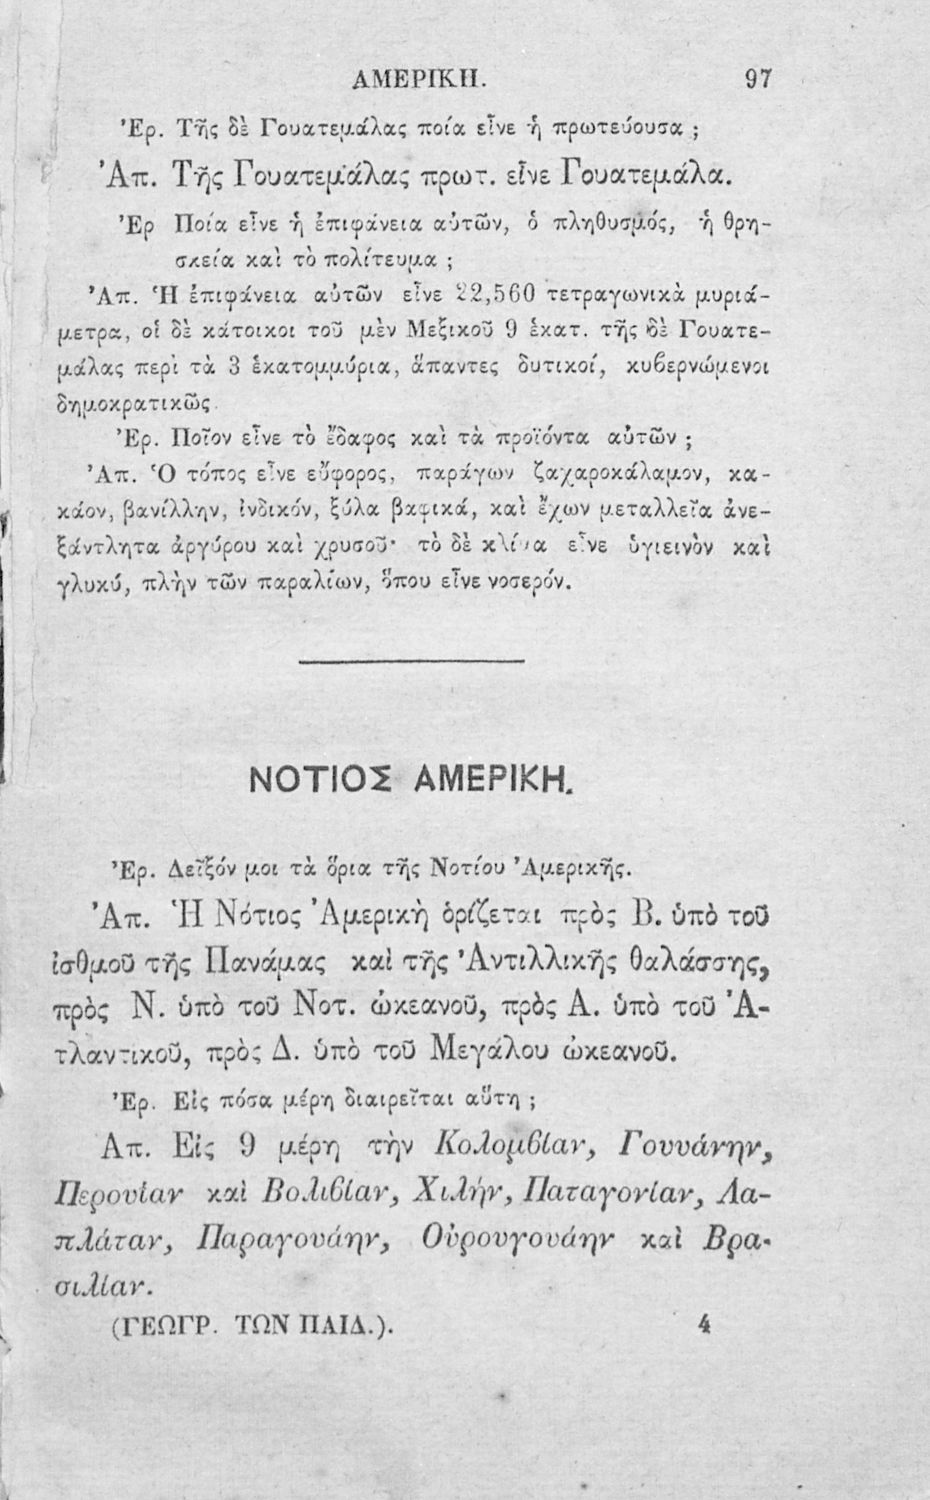 ΑΜΕΡΙΚΗ. 97
Ἐρ. Τῆς δὲ Γουατεμάλας ποία εἶνε ἡ πρωτεύουσα ;
Ἀπ. Τῆς Γουατεμάλας πρωτ. εἶνε Γουατεμάλα.
Ἐρ Ποία εἶνε ἡ ἐπιφάνεια αὐτῶν, ὁ πληθυσμός, ἡ θρη-
σκεία καὶ τὸ πολίτευμα ;
Ἀπ. Ἡ ἐπιφάνεια αὐτῶν εἶνε 22,560 τετραγωνικὰ μυριά-
μετρα, οἱ δὲ κάτοικοι τοῦ μὲν Μεξικοῦ 9 ἑκατ. τῆς δὲ Γουατε-
μάλας περὶ τὰ 3 ἑκατομμύρια, ἅπαντες δυτικοί, κυβερνώμενοι
δημοκρατικῶς.
Ἐρ. Ποῖον εἶνε τὸ ἔδαφος καὶ τὰ προϊόντα αὐτῶν ;
Ἀπ. Ὁ τόπος εἶνε εὔφορος, παράγων ζαχαροκάλαμον, κα-
κάον, βανίλλην, ἰνδικόν, ξύλα βαφικά, καὶ ἔχων μεταλλεῖα ἀνε-
ξάντλητα ἀργύρου καὶ χρυσοῦ· τὸ δὲ κλίμα εἶνε ὑγιεινὸν καὶ
γλυκύ, πλὴν τῶν παραλίων, ὅπου εἶνε νοσερόν.
ΝΟΤΙΟΣ ΑΜΕΡΙΚΗ.
Ἐρ. Δεῖξόν μοι τὰ ὅρια τῆς Νοτίου Ἀμερικῆς.
Ἀπ. Ἡ Νότιος Ἀμερικὴ ὁρίζεται πρὸς Β. ὑπὸ τοῦ
ἰσθμοῦ τῆς Πανάμας καὶ τῆς Ἀντιλλικῆς θαλάσσης,
πρὸς Ν. ὑπὸ τοῦ Νοτ. ὠκεανοῦ, πρὸς Α. ὑπὸ τοῦ Ἀ-
τλαντικοῦ, πρὸς Δ. ὑπὸ τοῦ Μεγάλου ὠκεανοῦ.
Ἐρ. Εἰς πόσα μέρη διαιρεῖται αὕτη ;
Ἀπ. Εἰς 9 μέρη τὴν Κολομβίαν, Γουυάνην,
Περουίαν καὶ Βολιβίαν, Χιλήν, Παταγονίαν, Λα-
πλάταν, Παραγουάην, Οὐρουγουάην καὶ Βρα-
σιλίαν.
(ΓΕΩΓΡ. ΤΩΝ ΠΑΙΔ.). 4